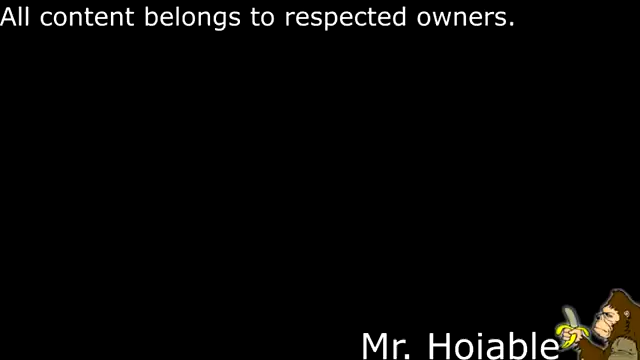 All content belongs to respected owners.
Mr. Hoiable